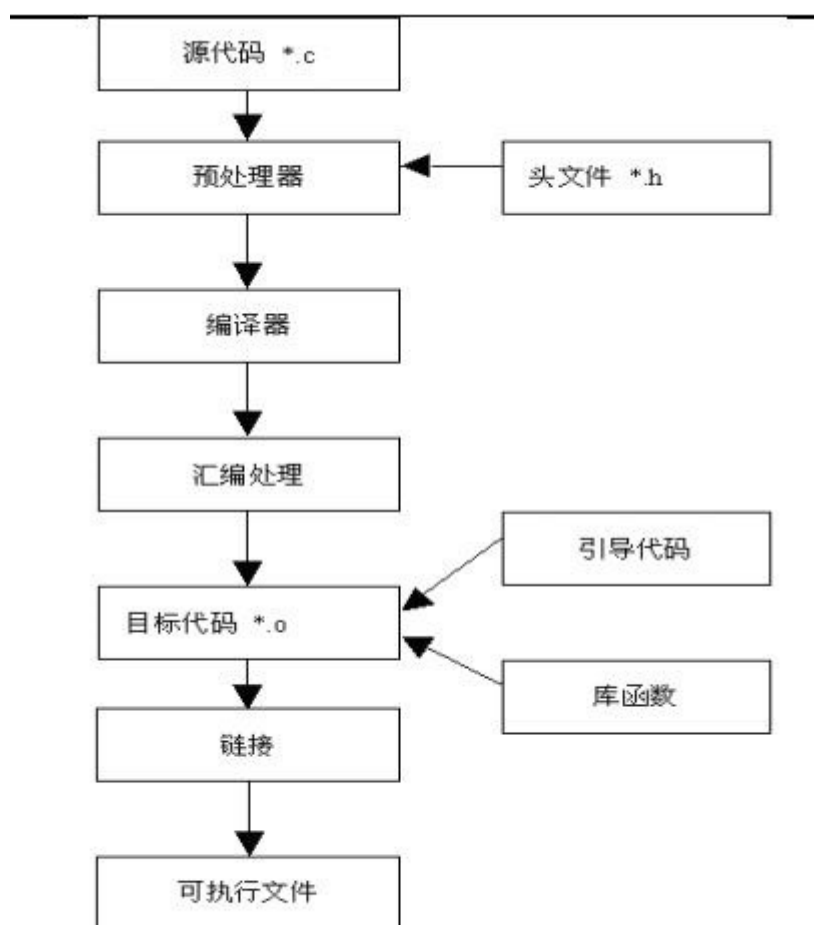 源代码 *.c
预处理器
头文件 *.h
编译器
汇编处理
引导代码
目标代码 *.o
库函数
链接
可执行文件